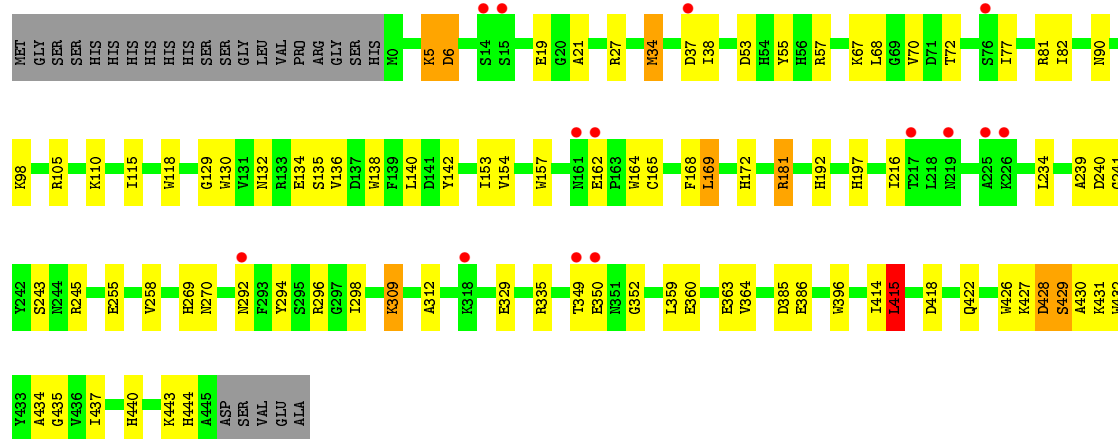 MET GLY SER SER HIS HIS HIS HIS HIS HIS SER SER GLY LEU VAL PRO ARG GLY SER HIS M0 K5 D6 S14 S15 E19 G20 A21 R27 M34 D37 I38 D53 H54 Y55 H56 R57 K67 L68 G69 V70 D71 T72 S76 I77 R81 I82 N90
K98 R105 K110 I115 W118 G129 W130 V131 N132 R133 E134 S135 V136 D137 W138 F139 L140 D141 Y142 I153 V154 W157 N161 E162 P163 W164 C165 F168 L169 H172 R181 H192 H197 I216 T217 L218 N219 A225 K226 L234 A239 D240 G241
Y242 S243 N244 R245 E255 V258 H269 N270 N292 F293 Y294 S295 R296 G297 I298 K309 A312 K318 E329 R335 T349 E350 N351 G352 L359 E360 E363 V364 D385 E386 W396 I414 L415 D418 Q422 W426 K427 D428 S429 A430 K431 W432
Y433 A434 G435 V436 I437 H440 K443 H444 A445 ASP SER VAL GLU ALA